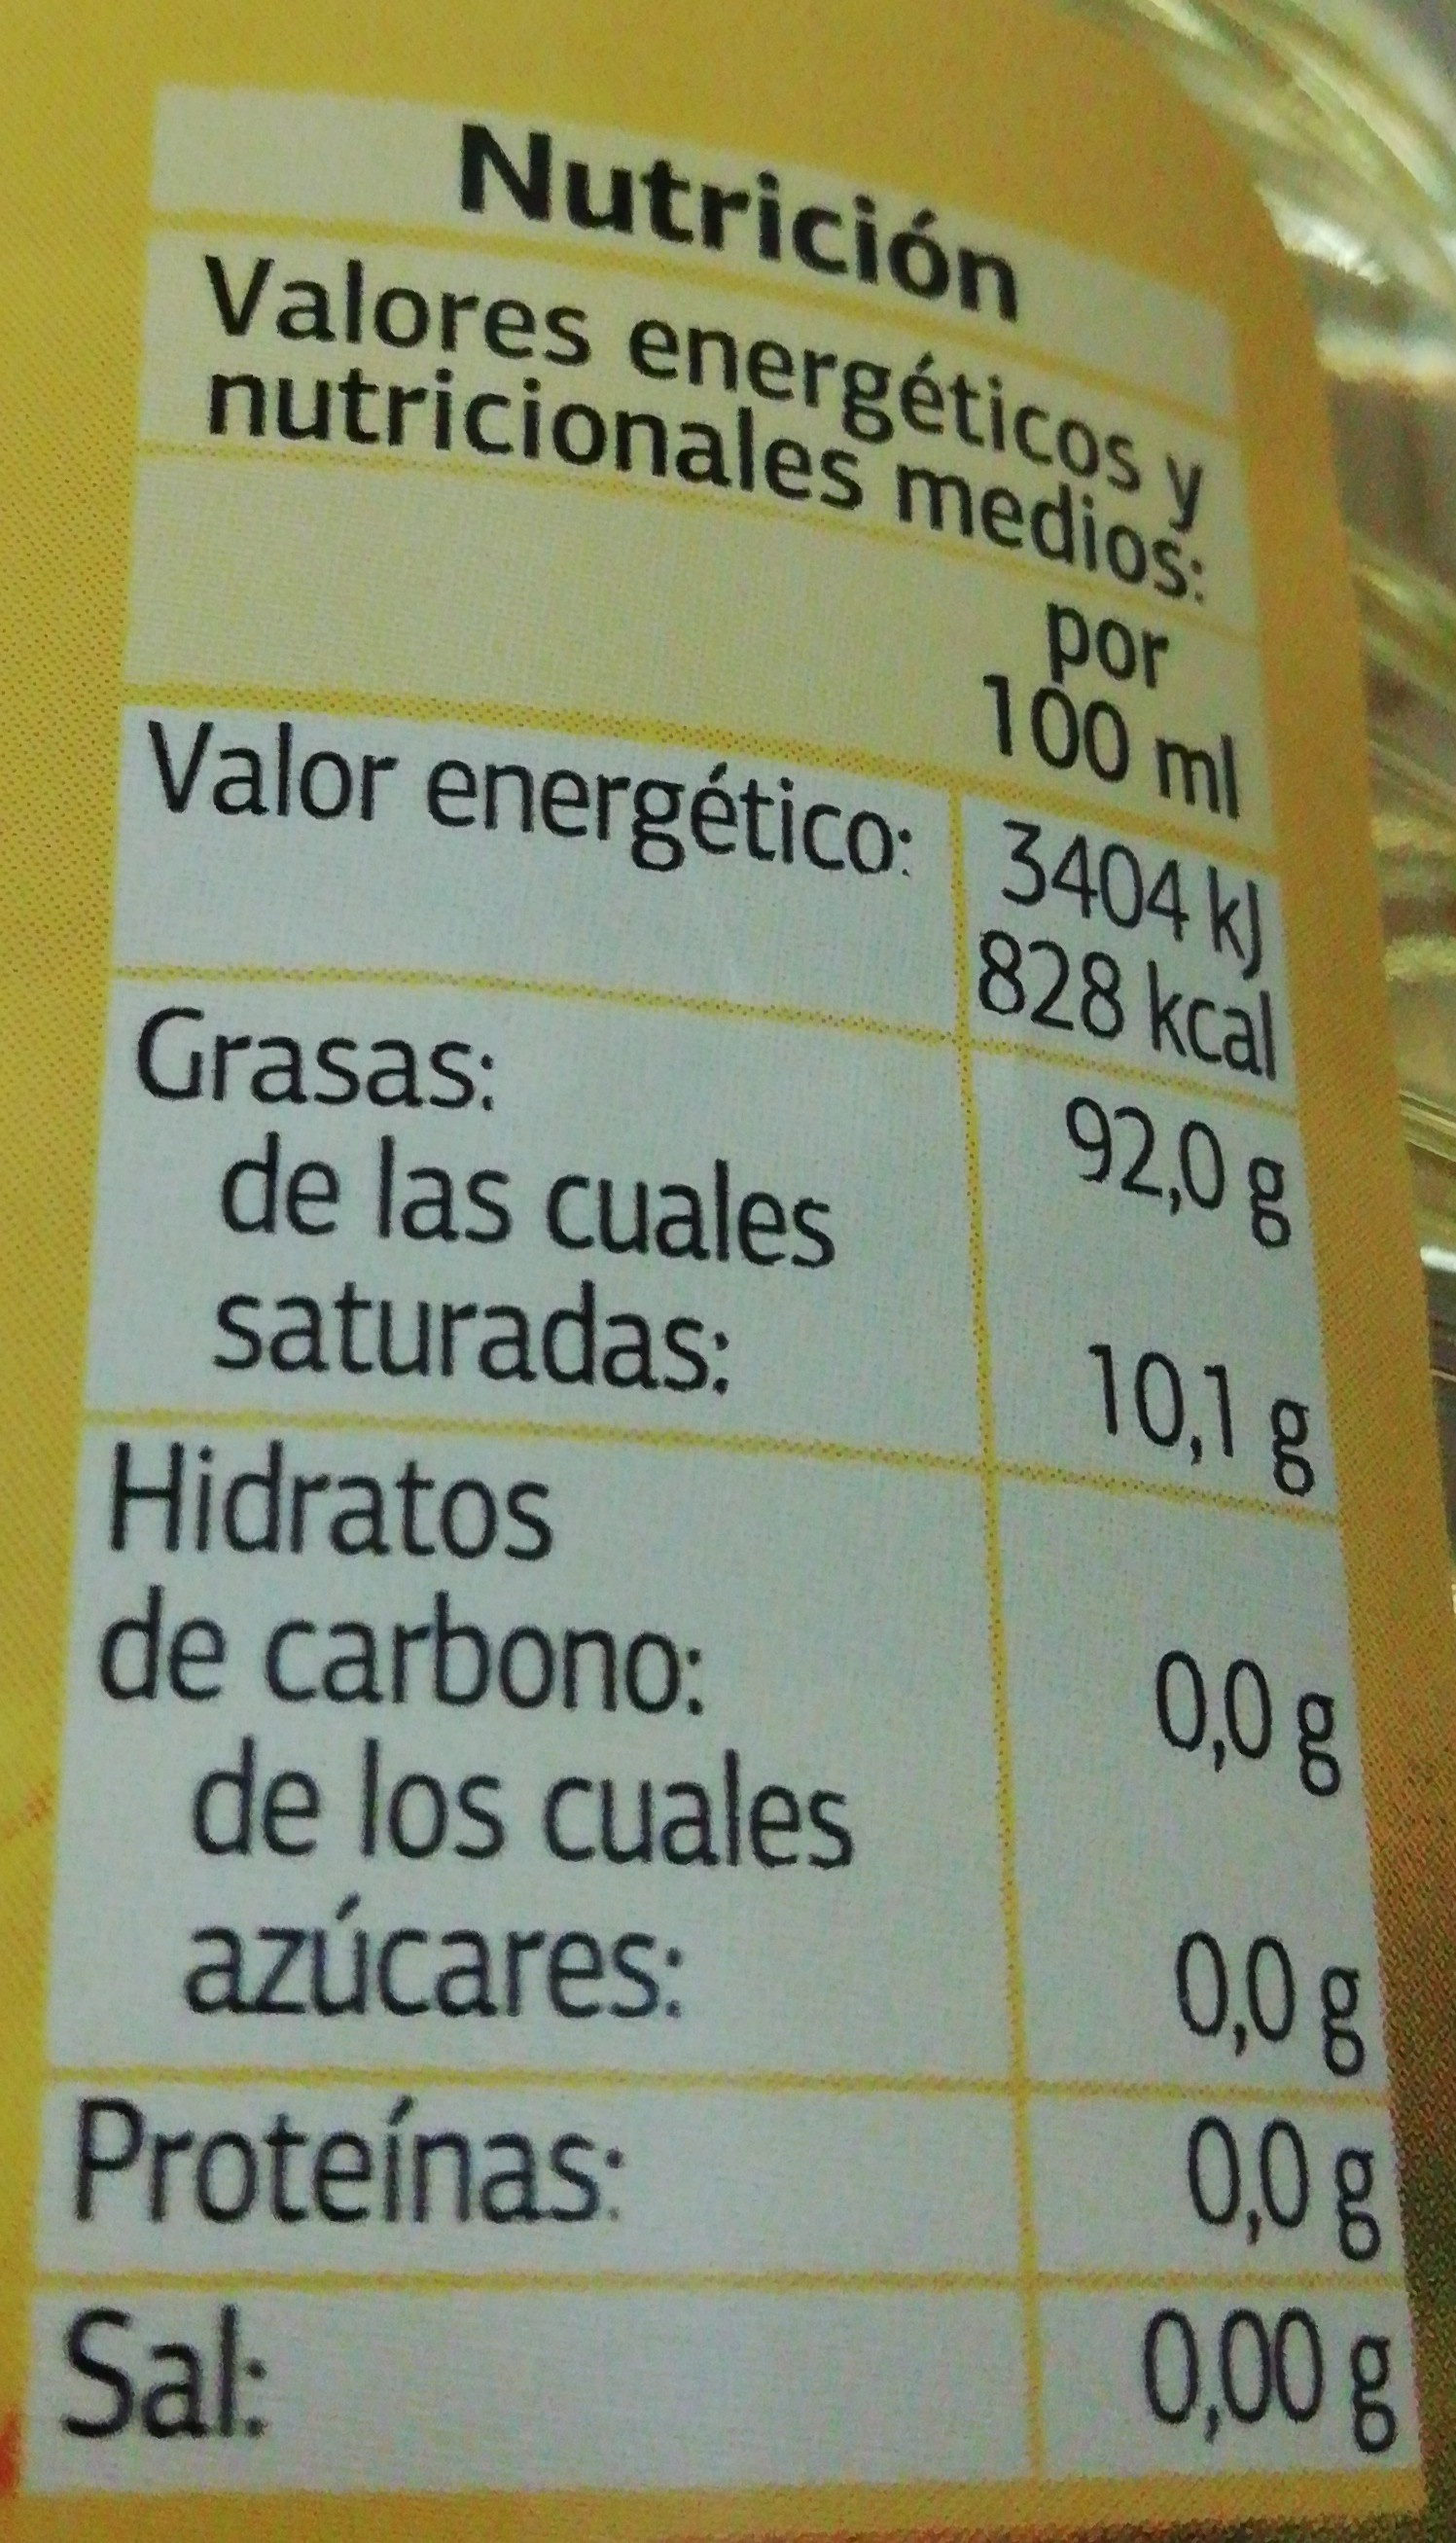 Nutrición
Valores energéticos y
nutricionales medios:
por
100 ml
Valor energético: 3404 kJ
828 kcal
Grasas: 92,0 g
de las cuales
saturadas: 10,1 g
Hidratos
de carbono: 0,0 g
de los cuales
azúcares: 0,0 g
Proteínas: 0,0 g
Sal: 0,00 g